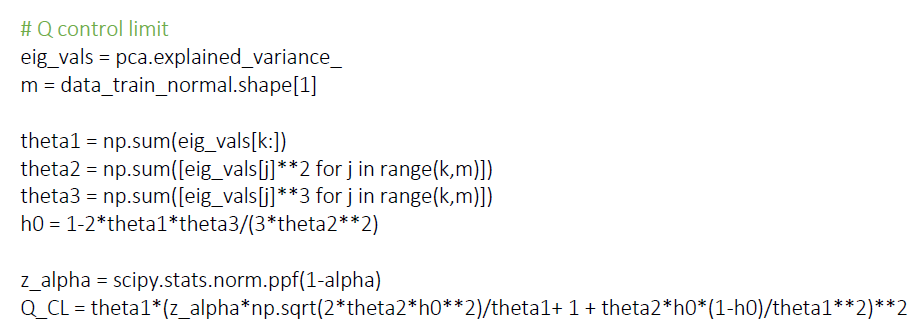 # Q control limit
eig_vals = pca.explained_variance_
m = data_train_normal.shape[1]
theta1 = np.sum(eig_vals[k:])
theta2 = np.sum([eig_vals[j]**2 for j in range(k,m)])
theta3 = np.sum([eig_vals[j]**3 for j in range(k,m)])
h0 = 1-2*theta1*theta3/(3*theta2**2)
z_alpha = scipy.stats.norm.ppf(1-alpha)
Q_CL = theta1*(z_alpha*np.sqrt(2*theta2*h0**2)/theta1+ 1 + theta2*h0*(1-h0)/theta1**2)**2